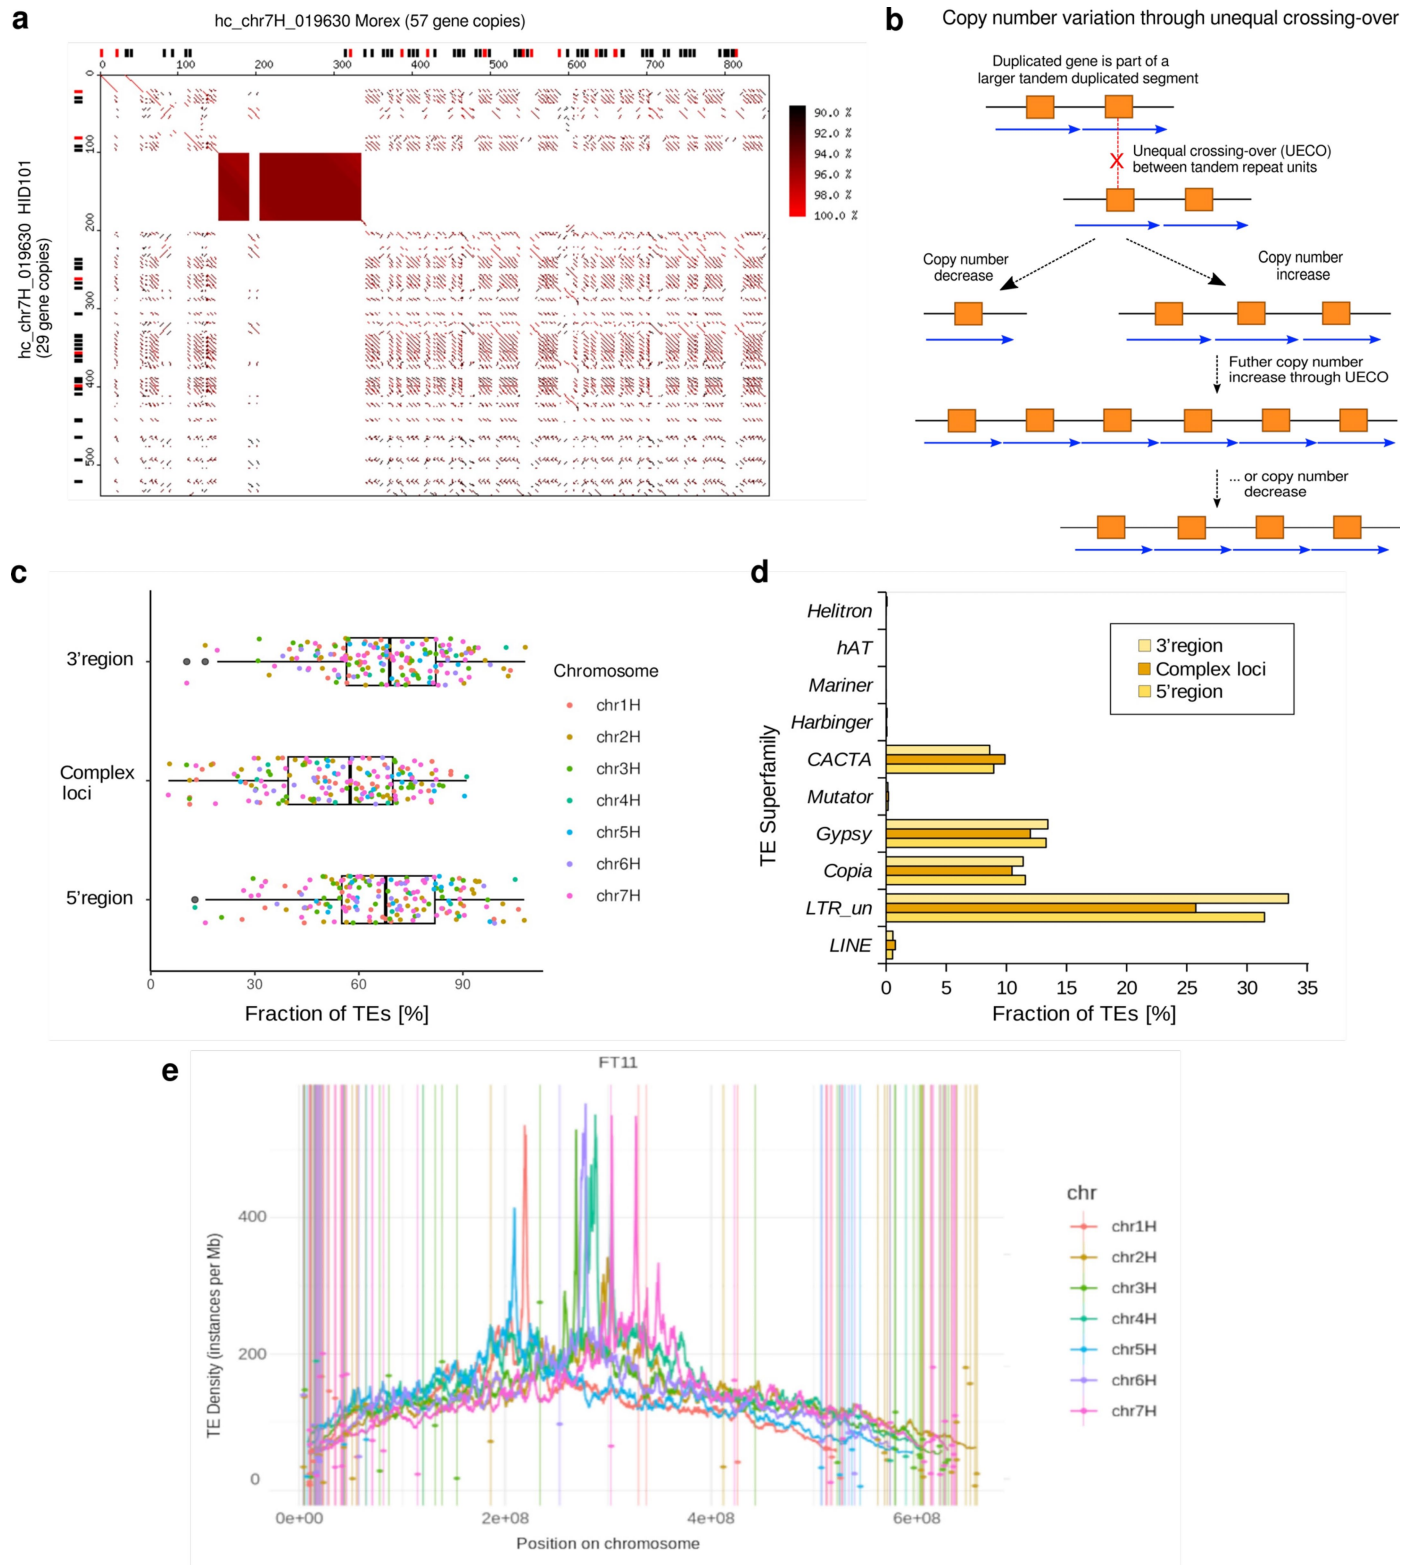 a
hc_chr7H_019630 Morex (57 gene copies)
0 100 200 300 400 500 600 700 800
0
100
200
300
400
500
hc_chr7H_019630 HID101
(29 gene copies)
90.0 %
92.0 %
94.0 %
96.0 %
98.0 %
100.0 %
b
Copy number variation through unequal crossing-over
Duplicated gene is part of a
larger tandem duplicated segment
X
Unequal crossing-over (UECO)
between tandem repeat units
Copy number
decrease
Copy number
increase
Futher copy number
increase through UECO
... or copy number
decrease
c
3'region
Complex
loci
5'region
0 30 60 90
Fraction of TEs [%]
Chromosome
chr1H
chr2H
chr3H
chr4H
chr5H
chr6H
chr7H
d
TE Superfamily
Helitron
hAT
Mariner
Harbinger
CACTA
Mutator
Gypsy
Copia
LTR_un
LINE
3'region
Complex loci
5'region
0 5 10 15 20 25 30 35
Fraction of TEs [%]
e
FT11
TE Density (instances per Mb)
400
200
0
0e+00 2e+08 4e+08 6e+08
Position on chromosome
chr
chr1H
chr2H
chr3H
chr4H
chr5H
chr6H
chr7H